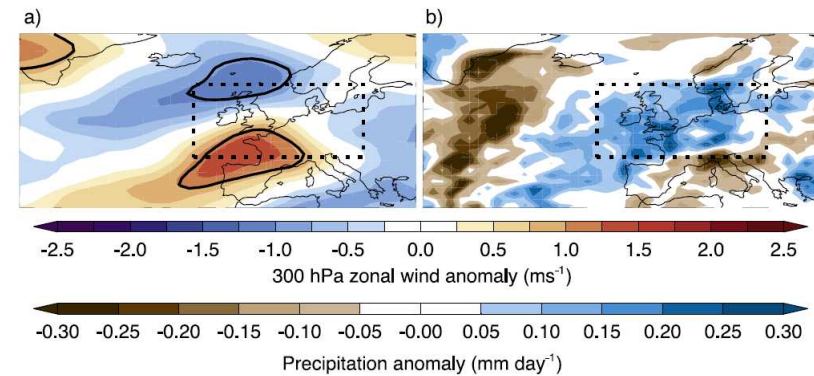 a) b)
-2.5 -2.0 -1.5 -1.0 -0.5 0.0 0.5 1.0 1.5 2.0 2.5
300 hPa zonal wind anomaly (ms⁻¹)
-0.30 -0.25 -0.20 -0.15 -0.10 -0.05 -0.00 0.05 0.10 0.15 0.20 0.25 0.30
Precipitation anomaly (mm day⁻¹)